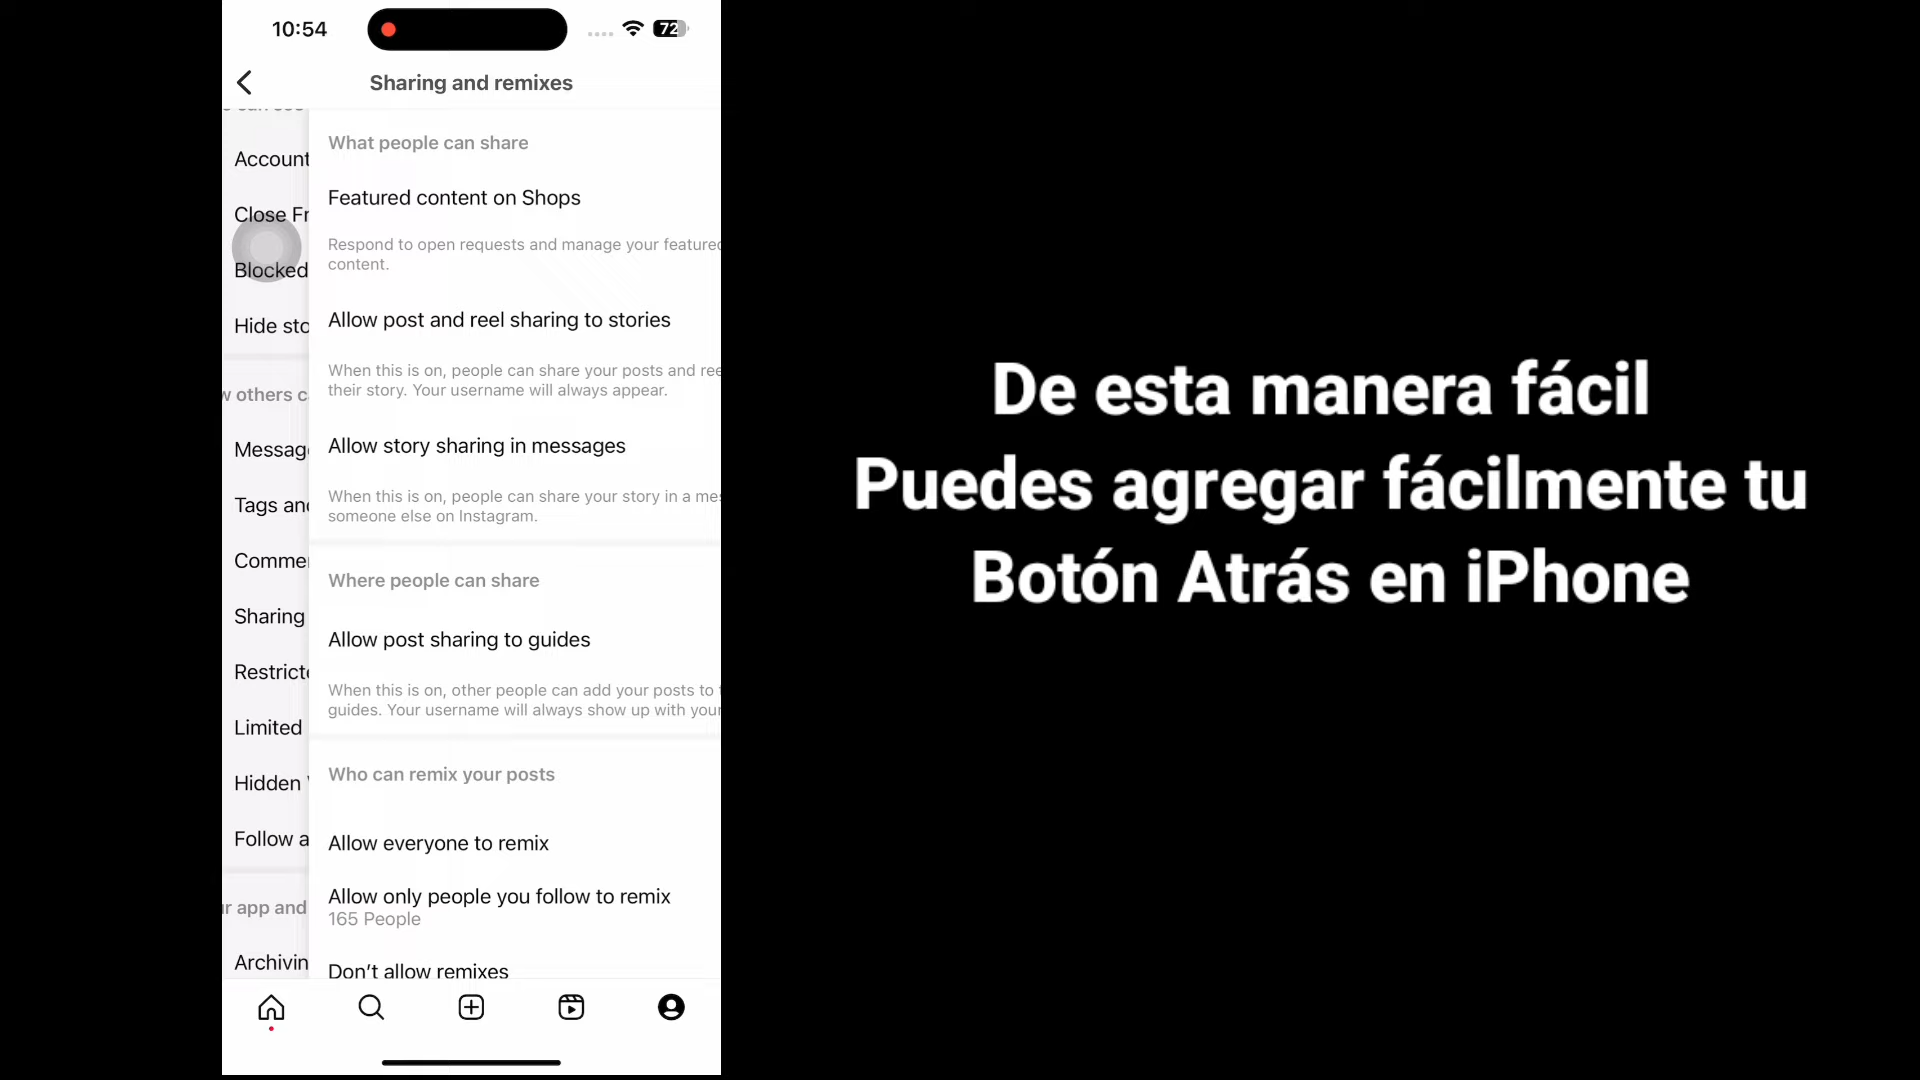 10:54
72
Sharing and remixes
Account
Close Fr
Blocked
Hide sto
w others c
Messag
Tags and
Comme
Sharing
Restricte
Limited
Hidden
Follow a
r app and
Archivin
What people can share
Featured content on Shops
Respond to open requests and manage your featured
content.
Allow post and reel sharing to stories
When this is on, people can share your posts and ree
their story. Your username will always appear.
Allow story sharing in messages
When this is on, people can share your story in a mes
someone else on Instagram.
Where people can share
Allow post sharing to guides
When this is on, other people can add your posts to
guides. Your username will always show up with your
Who can remix your posts
Allow everyone to remix
Allow only people you follow to remix
165 People
Don’t allow remixes
De esta manera fácil
Puedes agregar fácilmente tu
Botón Atrás en iPhone